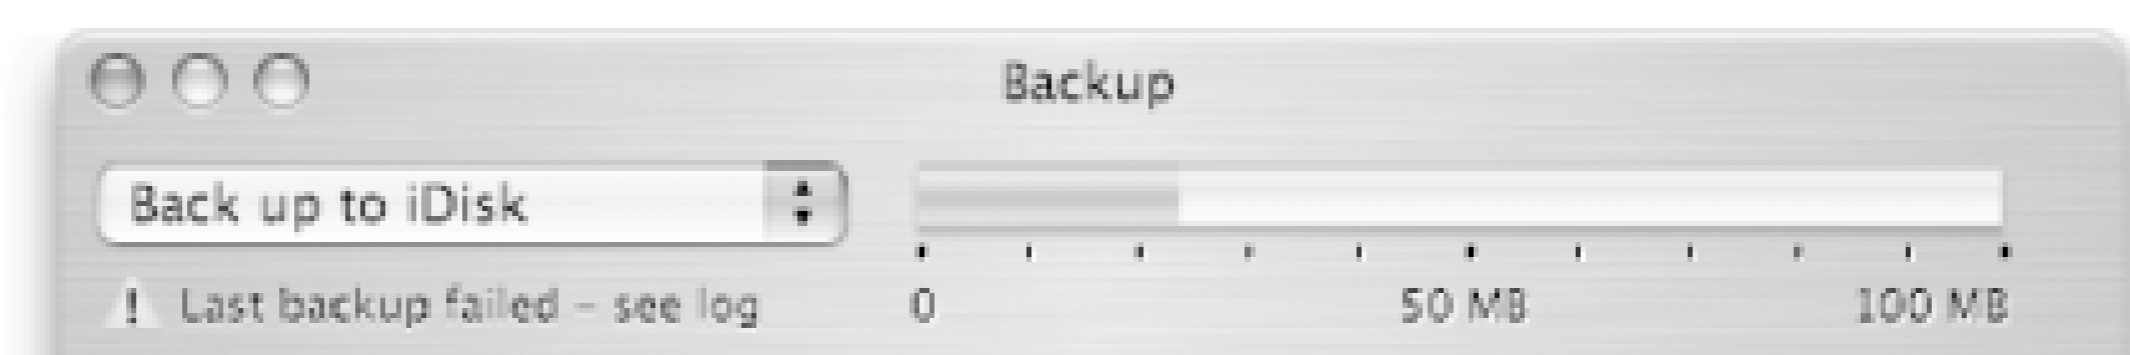 Backup
Back up to iDisk
Last backup failed – see log
0 50 MB 100 MB